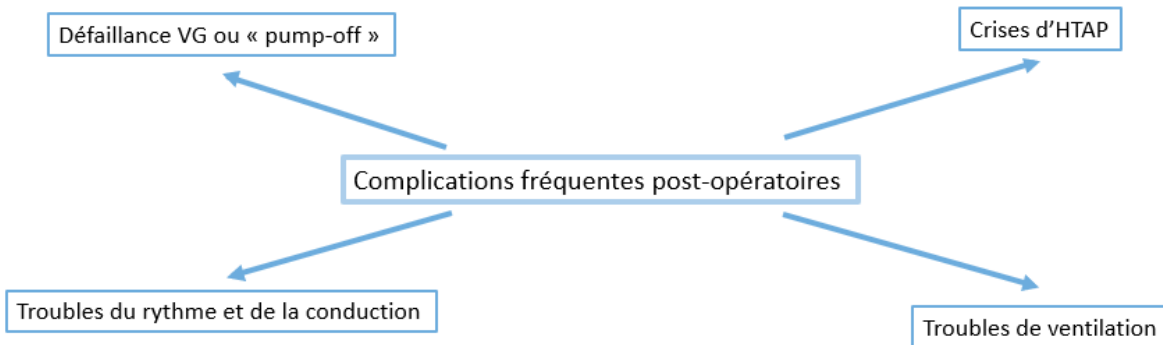 Défaillance VG ou « pump-off »
Crises d’HTAP
Complications fréquentes post-opératoires
Troubles du rythme et de la conduction
Troubles de ventilation